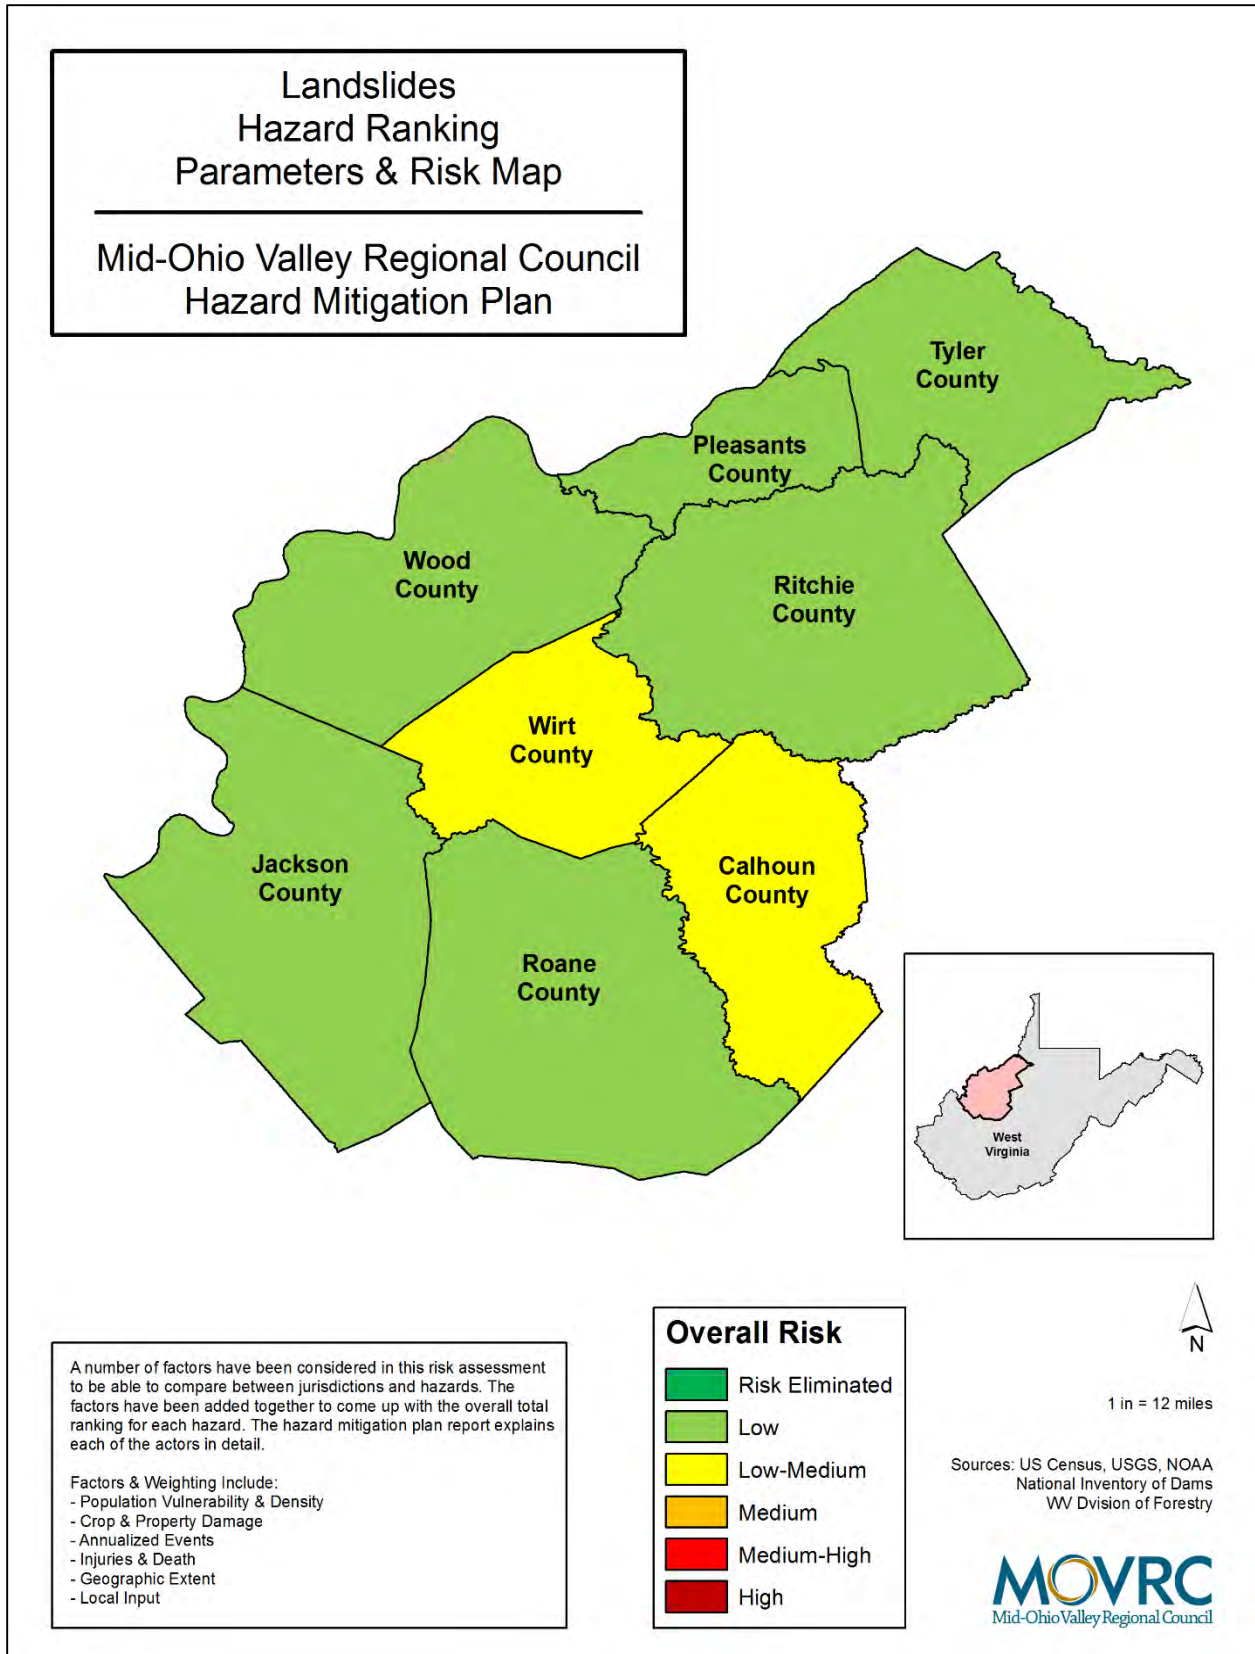 Landslides
Hazard Ranking
Parameters & Risk Map
Mid-Ohio Valley Regional Council
Hazard Mitigation Plan
Tyler
County
Pleasants
County
Wood
County
Ritchie
County
Wirt
County
Jackson
County
Calhoun
County
Roane
County
West
Virginia
A number of factors have been considered in this risk assessment
to be able to compare between jurisdictions and hazards. The
factors have been added together to come up with the overall total
ranking for each hazard. The hazard mitigation plan report explains
each of the actors in detail.
Factors & Weighting Include:
- Population Vulnerability & Density
- Crop & Property Damage
- Annualized Events
- Injuries & Death
- Geographic Extent
- Local Input
Overall Risk
Risk Eliminated
Low
Low-Medium
Medium
Medium-High
High
N
1 in = 12 miles
Sources: US Census, USGS, NOAA
National Inventory of Dams
WV Division of Forestry
MOVRC
Mid-Ohio Valley Regional Council